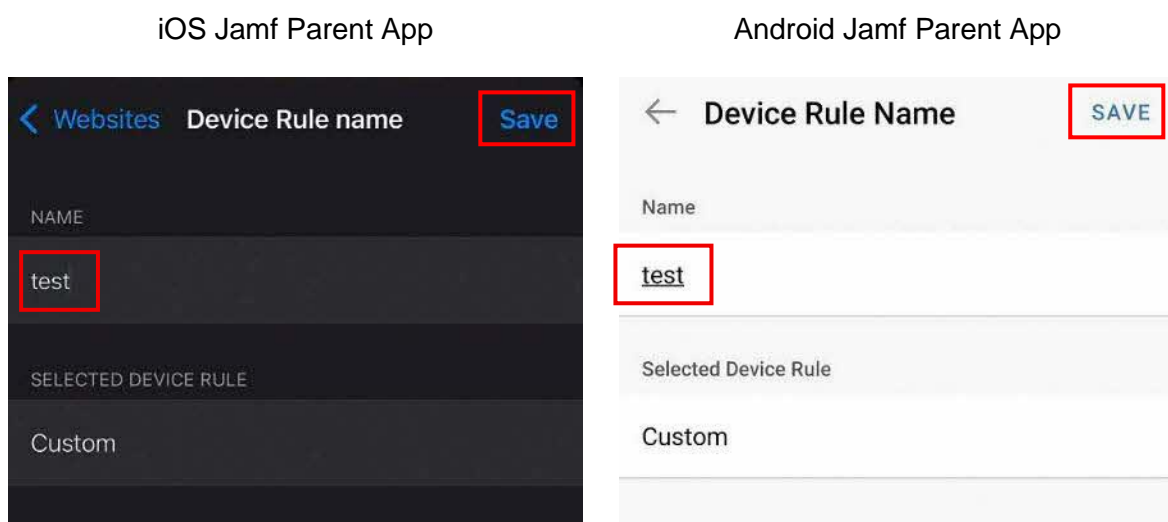 iOS Jamf Parent App
Websites Device Rule name Save
NAME
test
SELECTED DEVICE RULE
Custom
Android Jamf Parent App
Device Rule Name SAVE
Name
test
Selected Device Rule
Custom